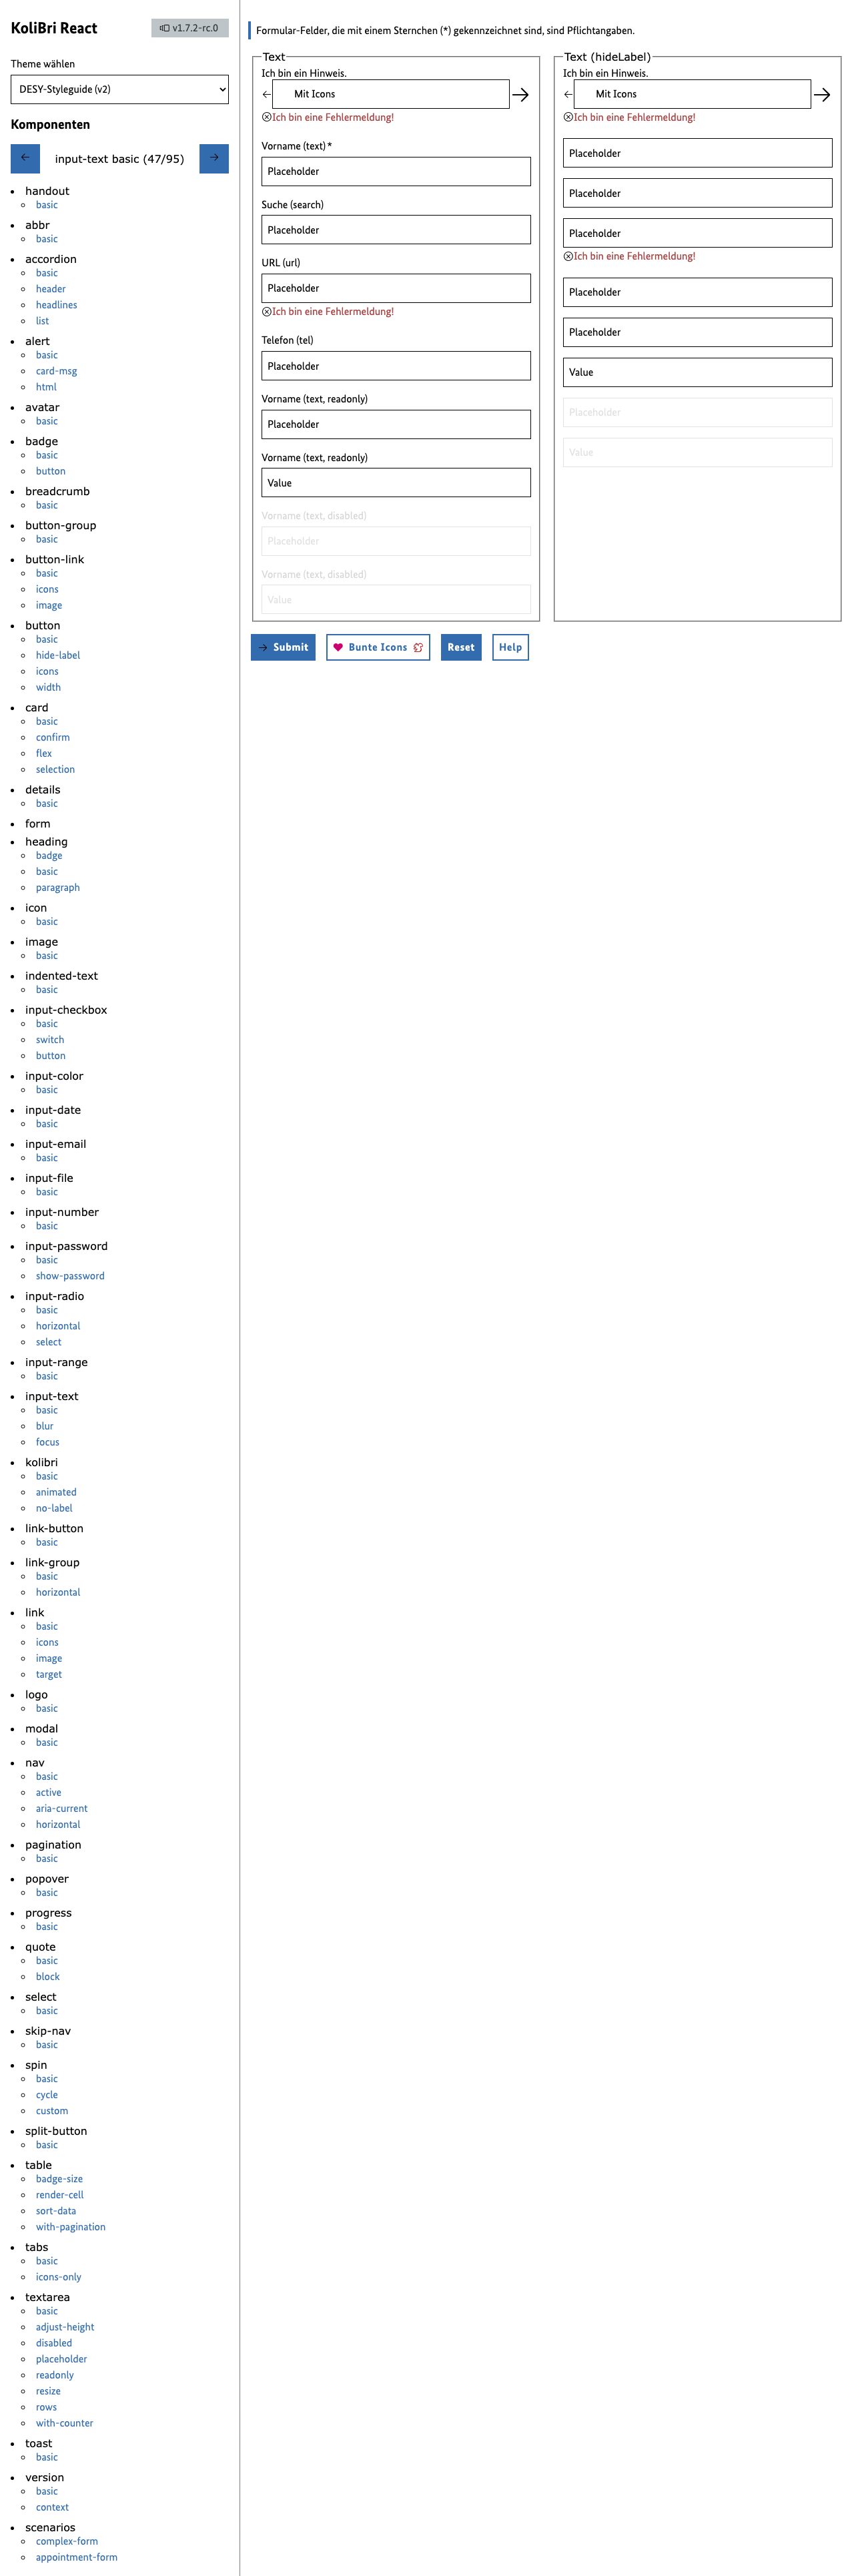 KoliBri React
v1.7.2-rc.0
Theme wählen
DESY-Styleguide (v2)
Komponenten
input-text basic (47/95)
handout
basic
abbr
basic
accordion
basic
header
headlines
list
alert
basic
card-msg
html
avatar
basic
badge
basic
button
breadcrumb
basic
button-group
basic
button-link
basic
icons
image
button
basic
hide-label
icons
width
card
basic
confirm
flex
selection
details
basic
form
heading
badge
basic
paragraph
icon
basic
image
basic
indented-text
basic
input-checkbox
basic
switch
button
input-color
basic
input-date
basic
input-email
basic
input-file
basic
input-number
basic
input-password
basic
show-password
input-radio
basic
horizontal
select
input-range
basic
input-text
basic
blur
focus
kolibri
basic
animated
no-label
link-button
basic
link-group
basic
horizontal
link
basic
icons
image
target
logo
basic
modal
basic
nav
basic
active
aria-current
horizontal
pagination
basic
popover
basic
progress
basic
quote
basic
block
select
basic
skip-nav
basic
spin
basic
cycle
custom
split-button
basic
table
badge-size
render-cell
sort-data
with-pagination
tabs
basic
icons-only
textarea
basic
adjust-height
disabled
placeholder
readonly
resize
rows
with-counter
toast
basic
version
basic
context
scenarios
complex-form
appointment-form
Formular-Felder, die mit einem Sternchen (*) gekennzeichnet sind, sind Pflichtangaben.
Text
Ich bin ein Hinweis.
Mit Icons
Ich bin eine Fehlermeldung!
Vorname (text) *
Placeholder
Suche (search)
Placeholder
URL (url)
Placeholder
Ich bin eine Fehlermeldung!
Telefon (tel)
Placeholder
Vorname (text, readonly)
Placeholder
Vorname (text, readonly)
Value
Vorname (text, disabled)
Placeholder
Vorname (text, disabled)
Value
Text (hideLabel)
Ich bin ein Hinweis.
Mit Icons
Ich bin eine Fehlermeldung!
Placeholder
Placeholder
Placeholder
Ich bin eine Fehlermeldung!
Placeholder
Placeholder
Value
Placeholder
Value
Submit
Bunte Icons
Reset
Help